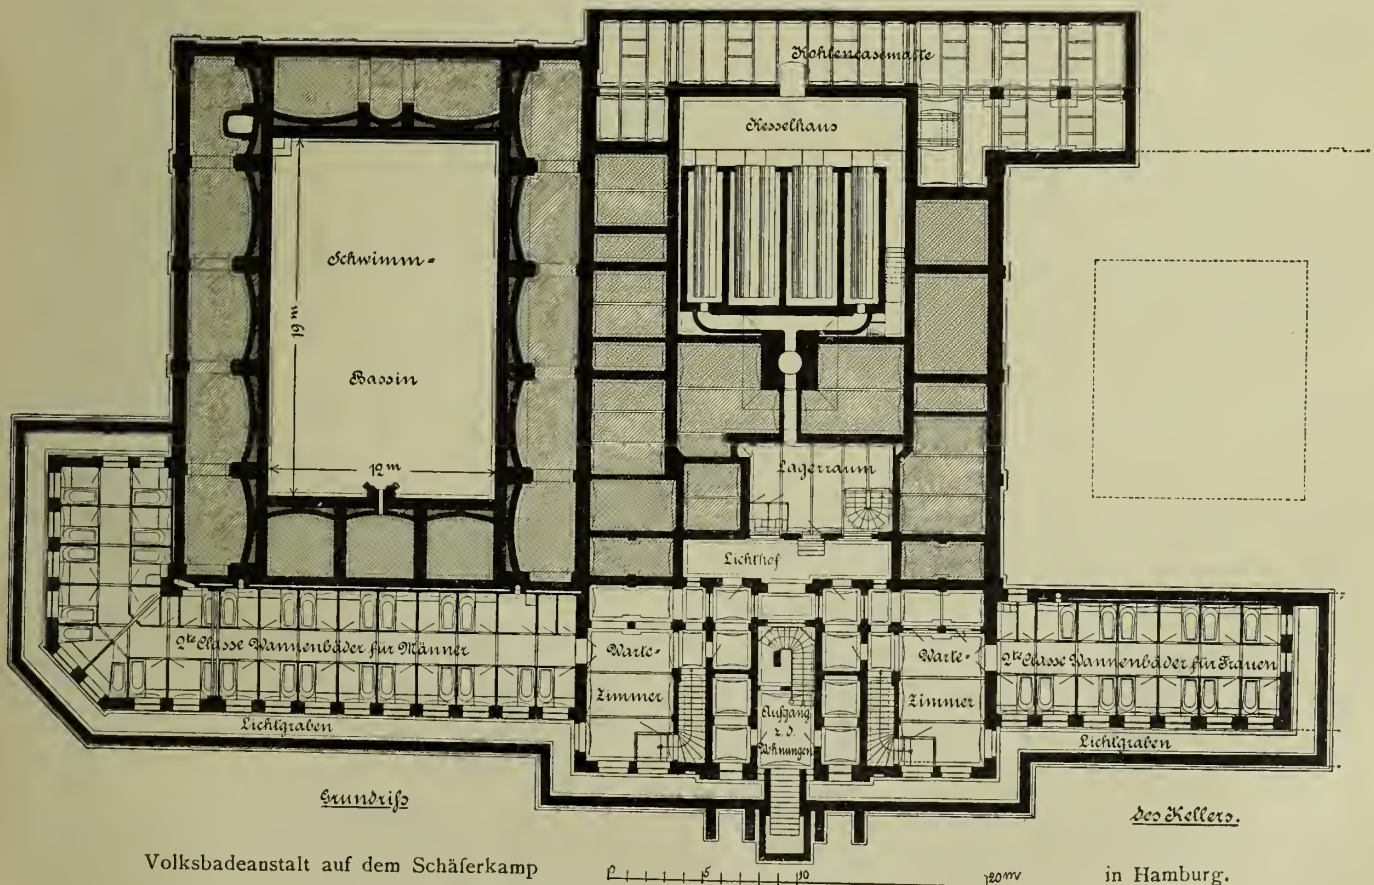 Kohlencasematte
Kesselhaus
Schwimm-
19 m
Bassin
12 m
Lagerraum
Lichthof
2te Classe Wannenbäder für Männer
Warte-
Zimmer
Aufgang
z. d.
Wohnungen
Warte-
Zimmer
2te Classe Wannenbäder für Frauen
Lichtgraben
Lichtgraben
Grundriſs
des Kellers.
Volksbadeanstalt auf dem Schäferkamp
0 5 10 20 m
in Hamburg.